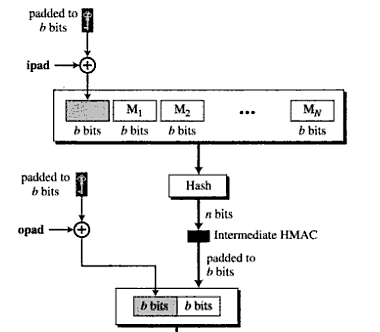 padded to
b bits
ipad
M1 M2 ... MN
b bits b bits b bits b bits
Hash
n bits
padded to
b bits
Intermediate HMAC
opad
padded to
b bits
b bits b bits